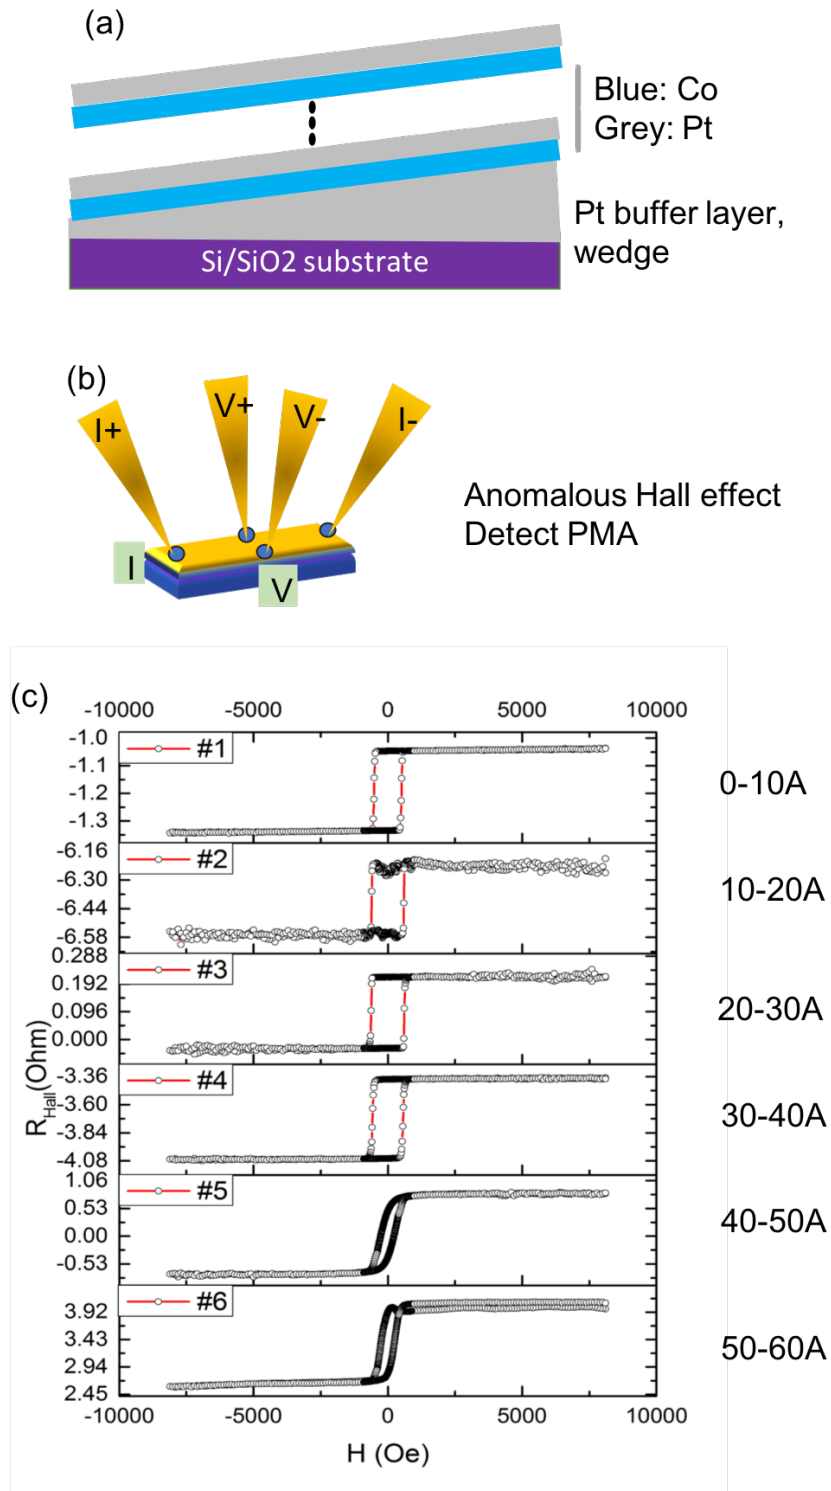 (a)
Blue: Co
Grey: Pt
Pt buffer layer,
wedge
Si/SiO2 substrate
(b)
I+
V+
V-
I-
Anomalous Hall effect
Detect PMA
I
V
(c)
-10000 -5000 0 5000 10000
#1
-1.0
-1.1
-1.2
-1.3
0-10A
#2
-6.16
-6.30
-6.44
-6.58
10-20A
#3
0.288
0.192
0.096
0.000
20-30A
#4
-3.36
-3.60
-3.84
-4.08
30-40A
#5
1.06
0.53
0.00
-0.53
40-50A
#6
3.92
3.43
2.94
2.45
50-60A
RHall(Ohm)
-10000 -5000 0 5000 10000
H (Oe)